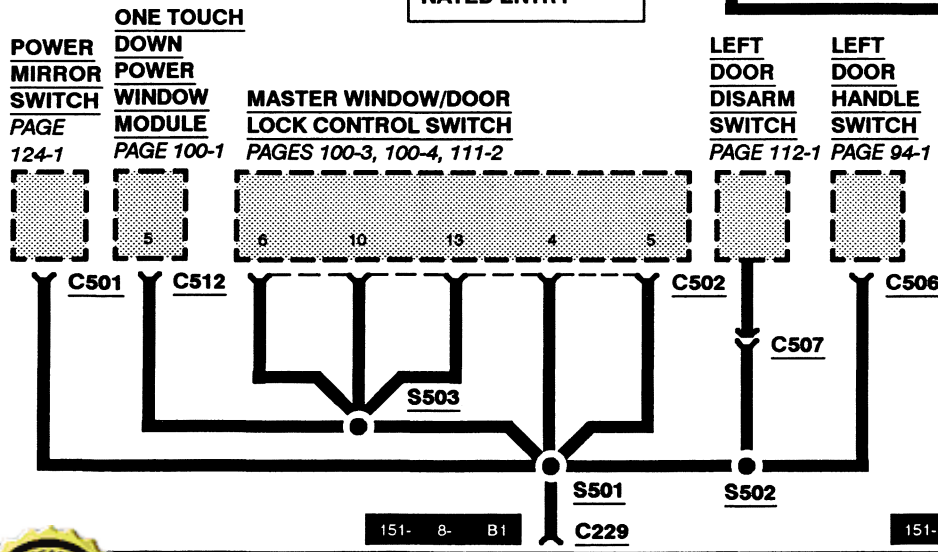 NATED ENTRY
POWER
MIRROR
SWITCH
PAGE
124-1
ONE TOUCH
DOWN
POWER
WINDOW
MODULE
PAGE 100-1
MASTER WINDOW/DOOR
LOCK CONTROL SWITCH
PAGES 100-3, 100-4, 111-2
LEFT
DOOR
DISARM
SWITCH
PAGE 112-1
LEFT
DOOR
HANDLE
SWITCH
PAGE 94-1
5
6 10 13 4 5
C501
C512
C502
C506
C507
S503
S501
S502
C229
151- 8- B1
151-